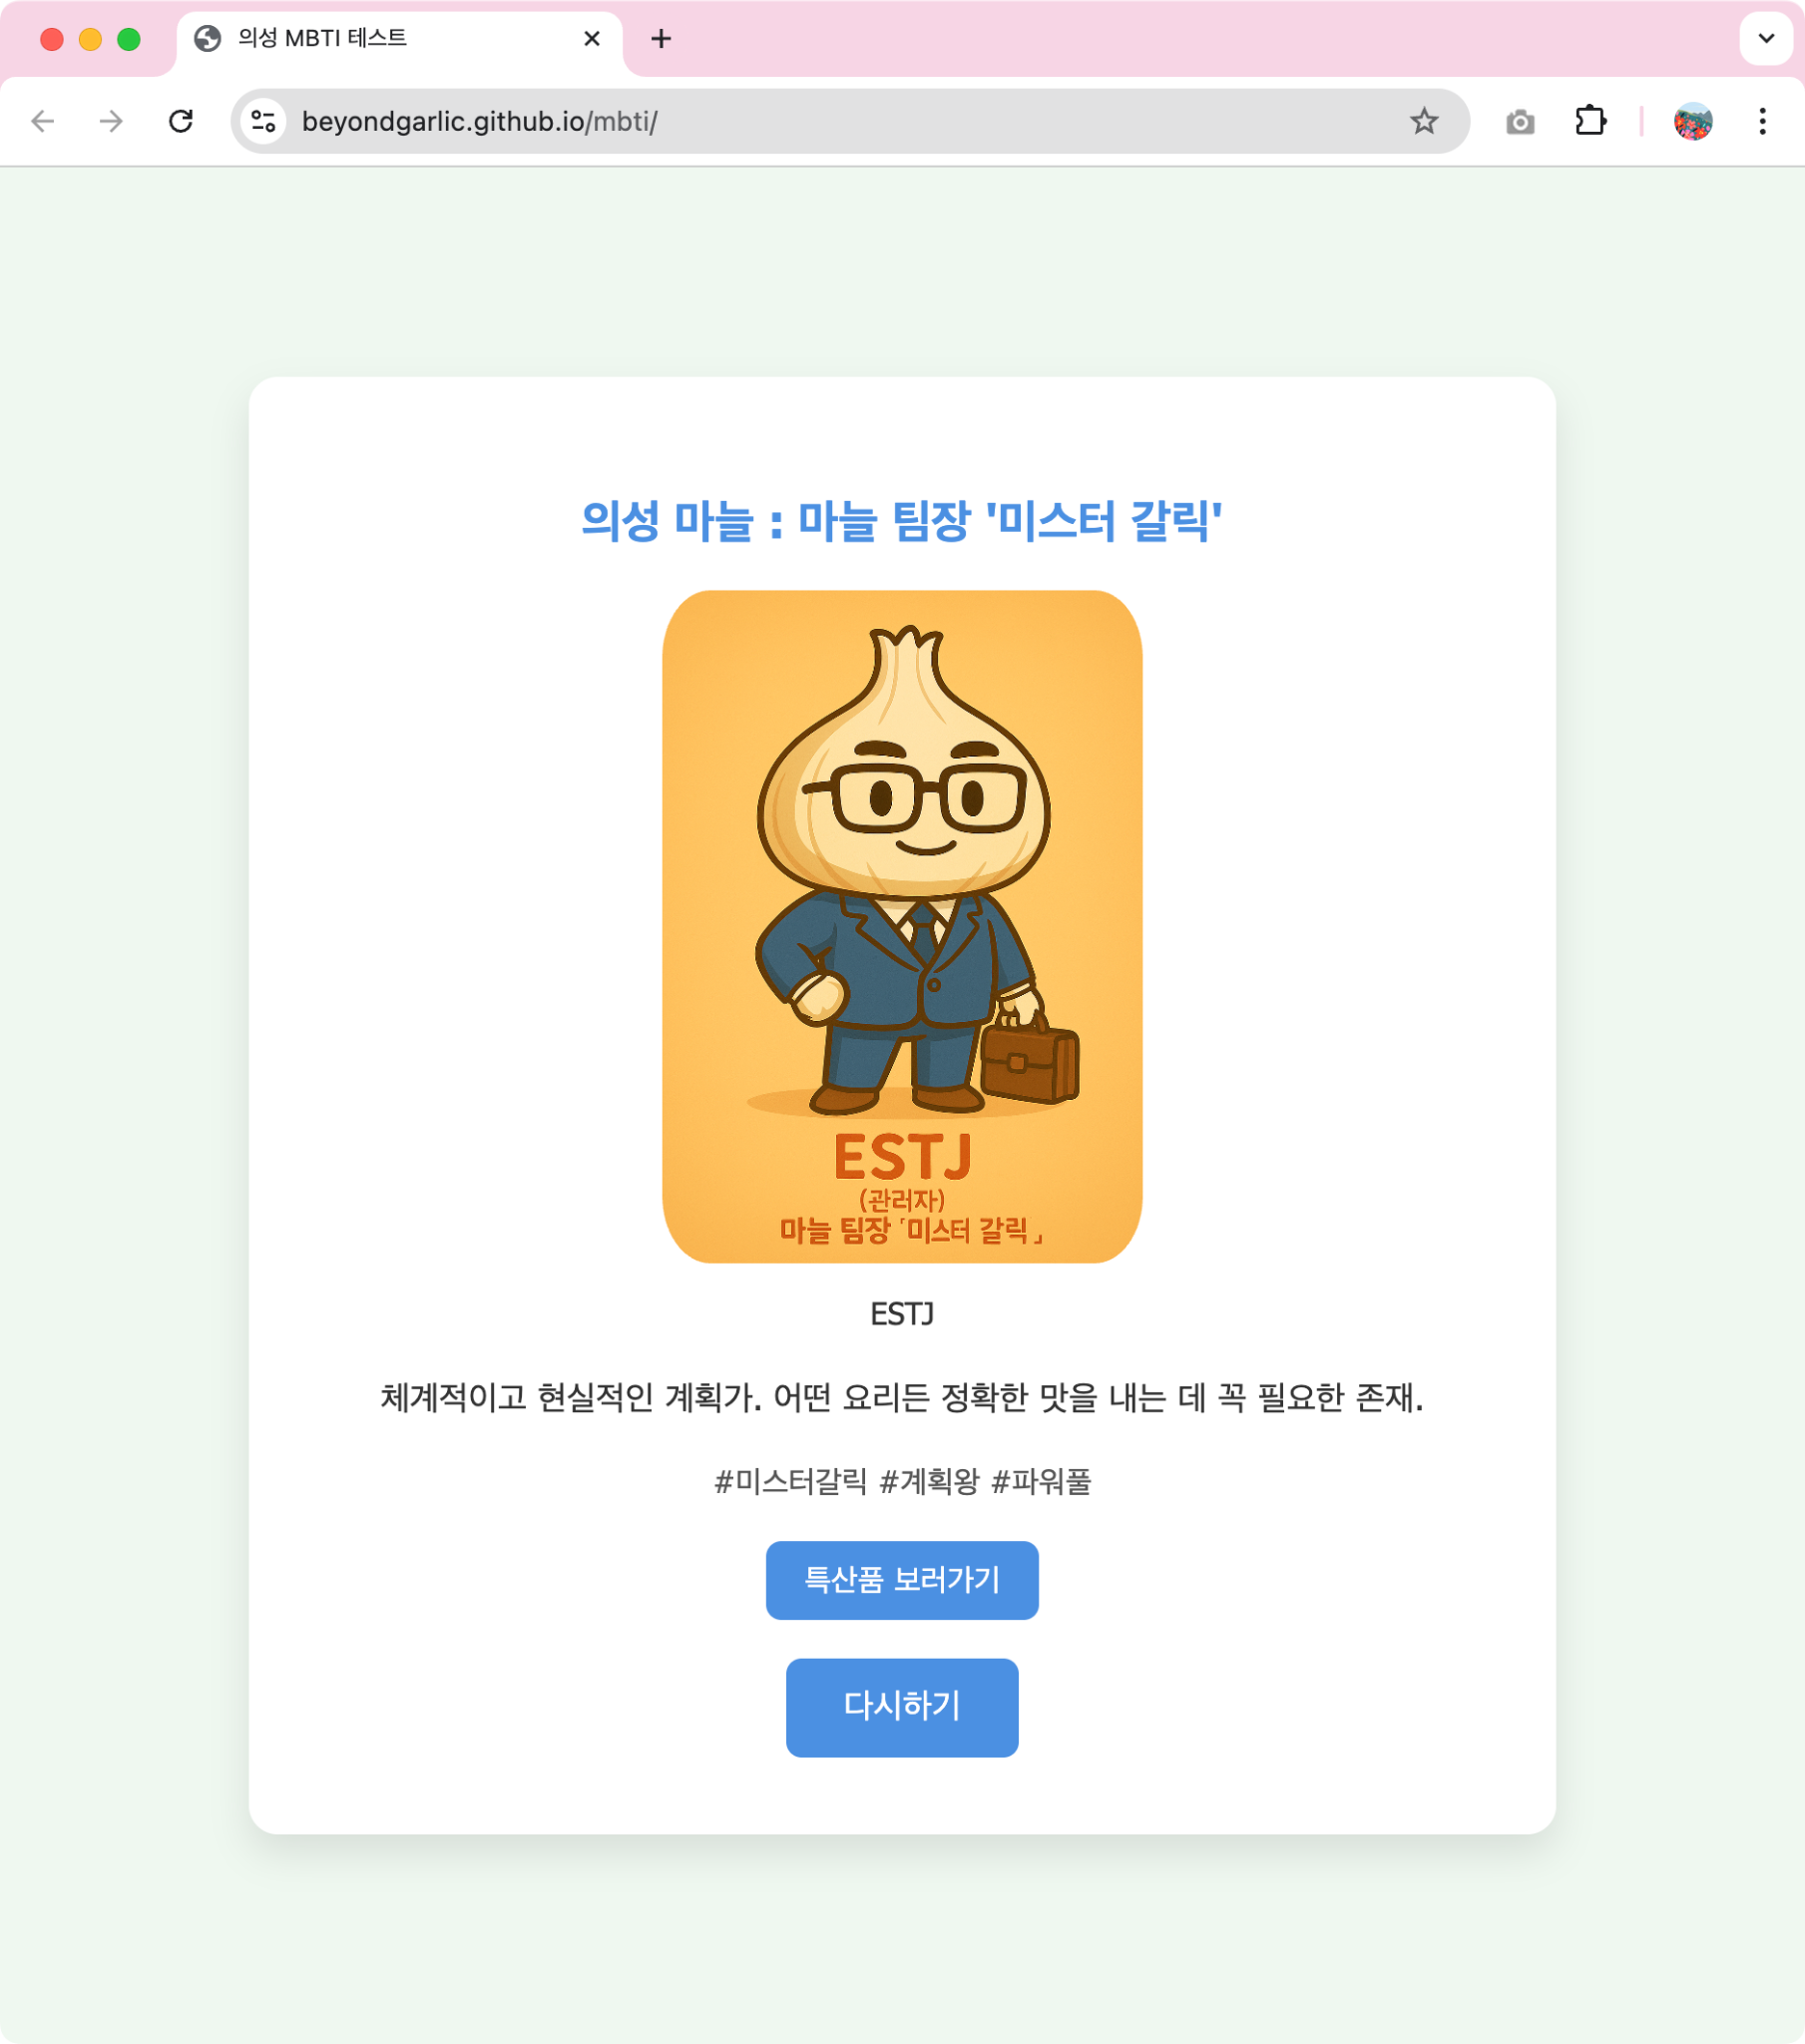 의성 MBTI 테스트
beyondgarlic.github.io/mbti/
의성 마늘 : 마늘 팀장 '미스터 갈릭'
ESTJ
(관러자)
마늘 팀장 「미스터 갈릭」
ESTJ
체계적이고 현실적인 계획가. 어떤 요리든 정확한 맛을 내는 데 꼭 필요한 존재.
#미스터갈릭 #계획왕 #파워풀
특산품 보러가기
다시하기